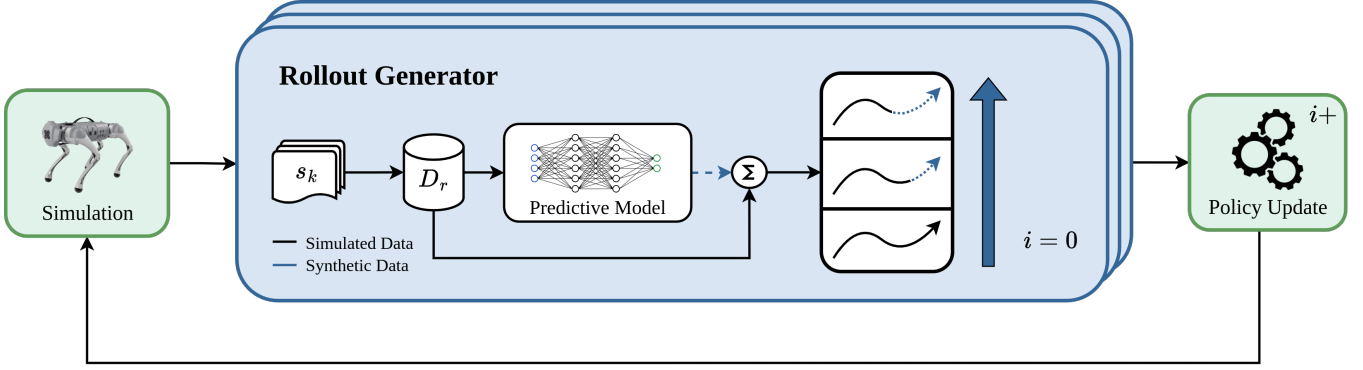 Rollout Generator
i+
s_k
D_r
Σ
Simulation
Predictive Model
Policy Update
Simulated Data
i = 0
Synthetic Data